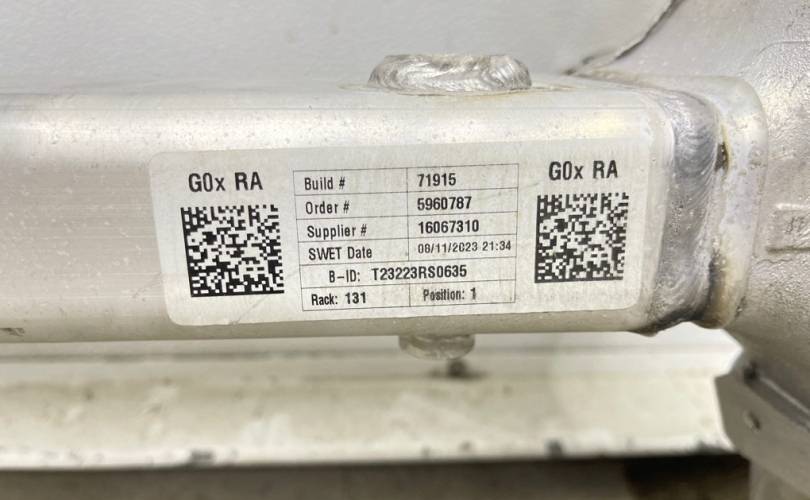 G0x RA
Build # 71915
Order # 5960787
Supplier # 16067310
SWET Date 08/11/2023 21:34
B-ID: T23223RS0635
Rack: 131 Position: 1
G0x RA